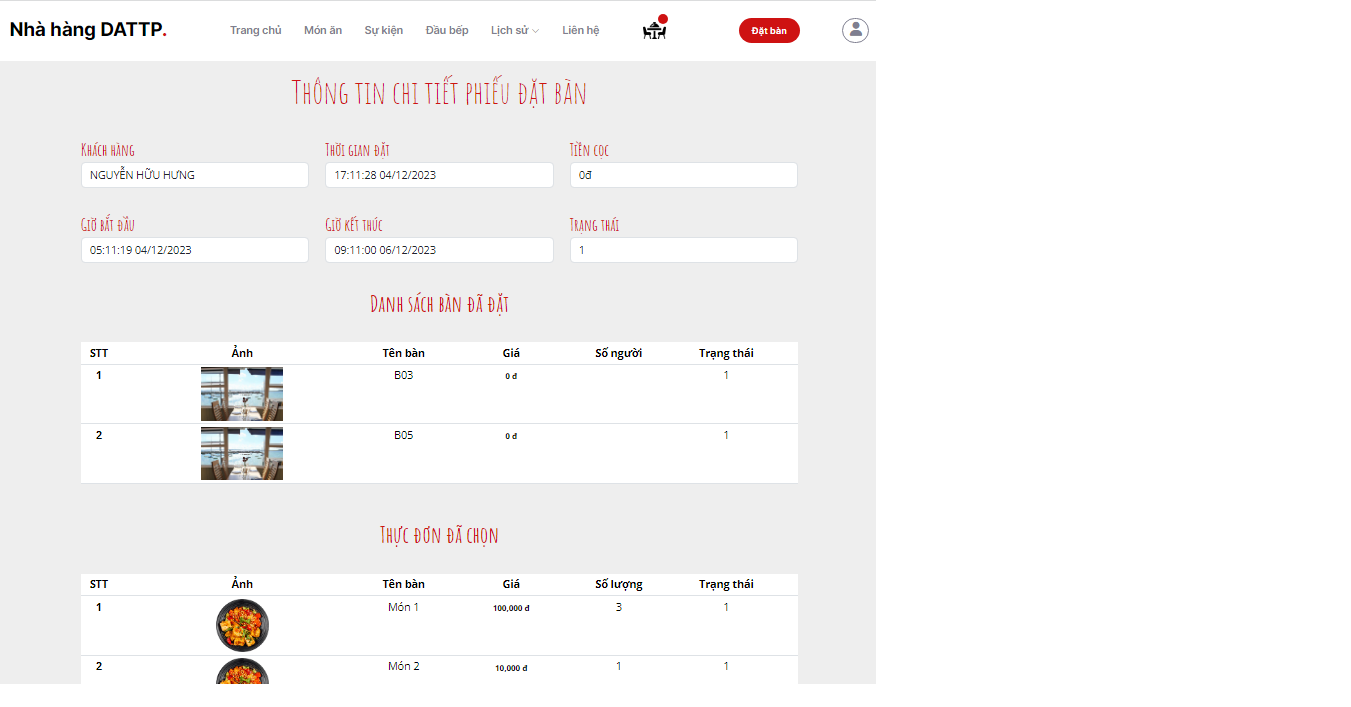 Nhà hàng DATTP.
Trang chủ Món ăn Sự kiện Đầu bếp Lịch sử Liên hệ Đặt bàn
Thông tin chi tiết phiếu đặt bàn
Khách hàng Thời gian đặt Tiền cọc
NGUYỄN HỮU HƯNG 17:11:28 04/12/2023 0đ
Giờ bắt đầu Giờ kết thúc Trạng thái
05:11:19 04/12/2023 09:11:00 06/12/2023 1
Danh sách bàn đã đặt
STT Ảnh Tên bàn Giá Số người Trạng thái
1 B03 0 đ 1
2 B05 0 đ 1
Thực đơn đã chọn
STT Ảnh Tên bàn Giá Số lượng Trạng thái
1 Món 1 100,000 đ 3 1
2 Món 2 10,000 đ 1 1